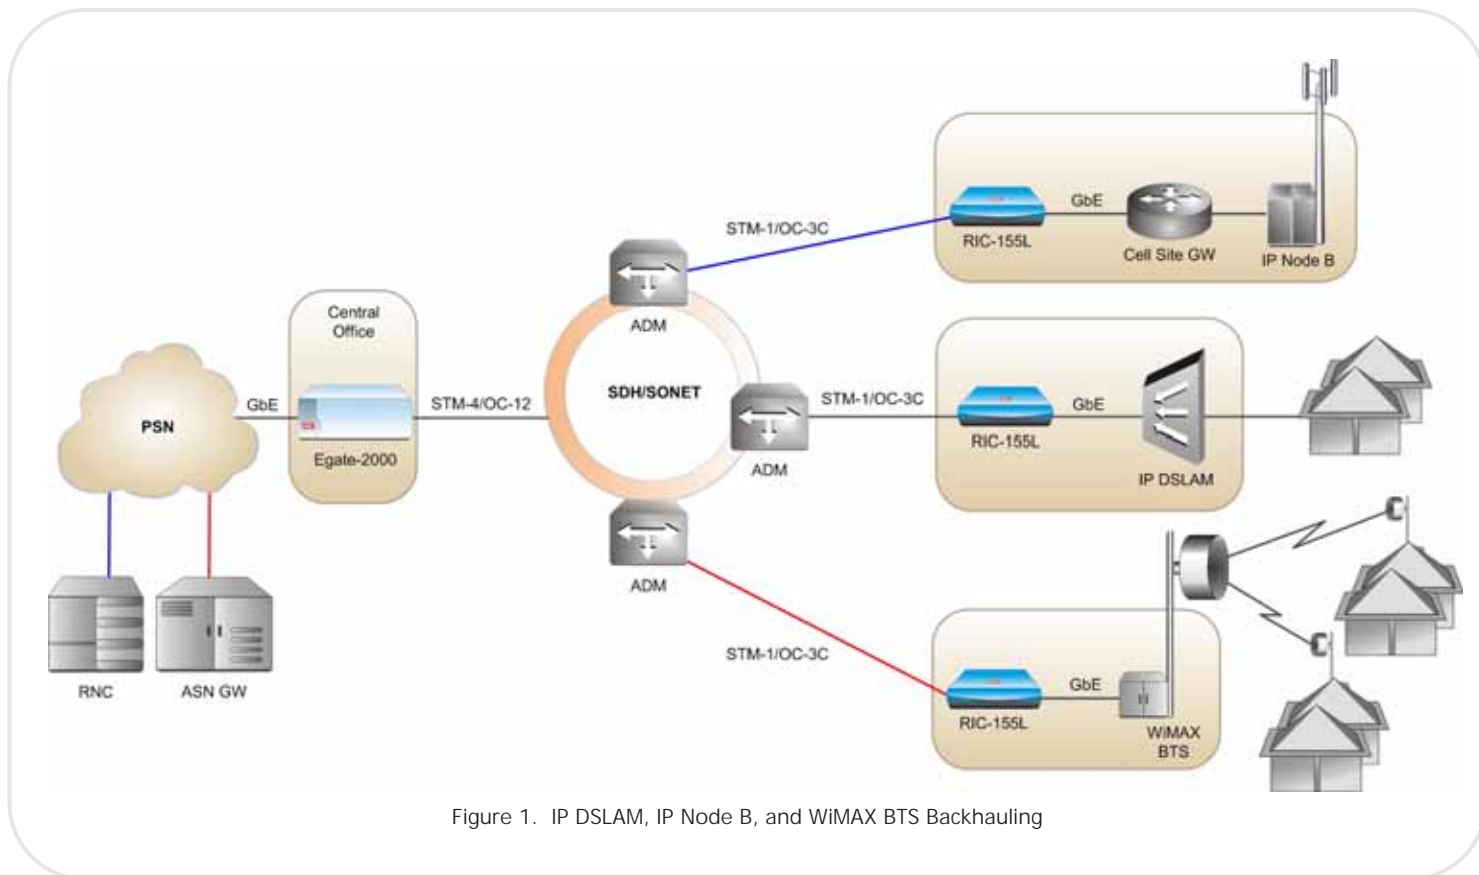 STM-1/OC-3C
GbE
RIC-155L
Cell Site GW
IP Node B
ADM
Central
Office
SDH/SONET
STM-1/OC-3C
GbE
PSN
GbE
STM-4/OC-12
Egate-2000
RIC-155L
ADM
IP DSLAM
ADM
STM-1/OC-3C
GbE
RNC
ASN GW
RIC-155L
WiMAX
BTS
Figure 1. IP DSLAM, IP Node B, and WiMAX BTS Backhauling